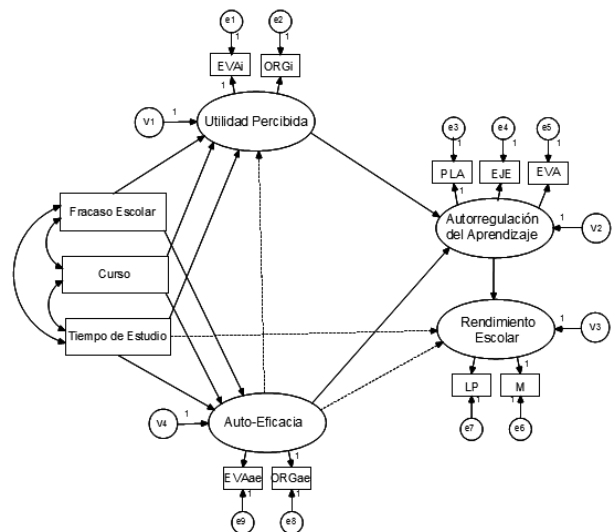 e1
e2
1
1
EVAi
ORGi
1
1
V1
1
Utilidad Percibida
e3
e4
e5
1
1
1
PLA
EJE
EVA
1
Fracaso Escolar
Autorregulación
del Aprendizaje
1
V2
Curso
Tiempo de Estudio
Rendimiento
Escolar
1
V3
1
LP
M
1
1
e7
e6
V4
1
Auto-Eficacia
1
EVAae
ORGae
1
1
e9
e8